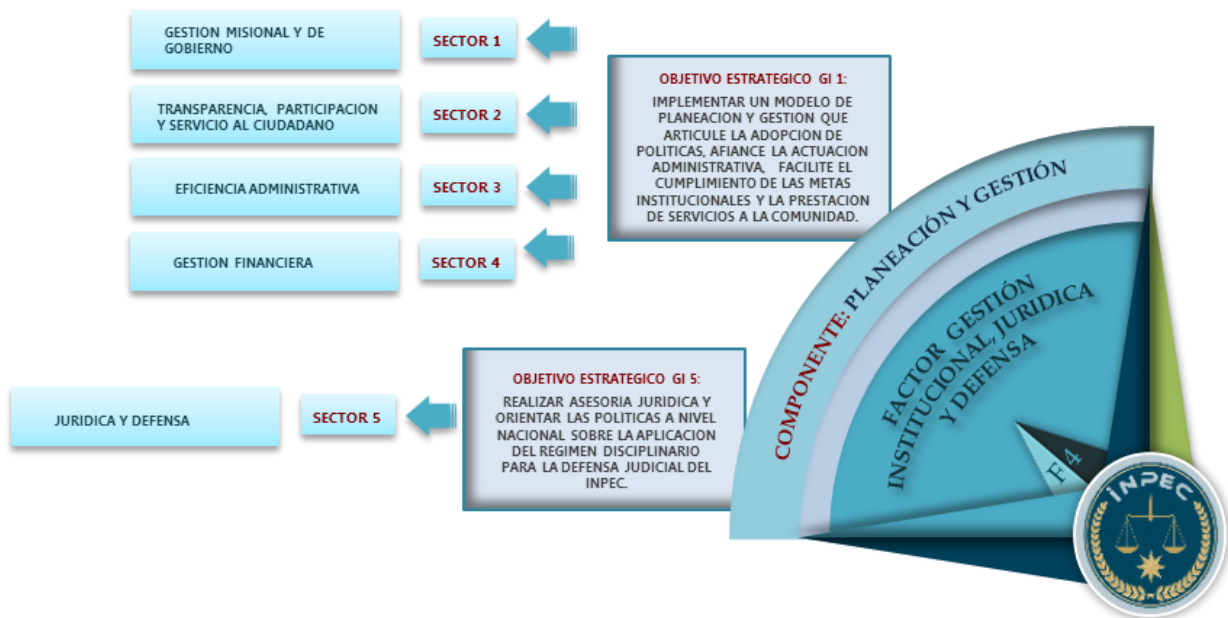 GESTION MISIONAL Y DE
GOBIERNO
SECTOR 1
TRANSPARENCIA, PARTICIPACION
Y SERVICIO AL CIUDADANO
SECTOR 2
EFICIENCIA ADMINISTRATIVA
SECTOR 3
GESTION FINANCIERA
SECTOR 4
OBJETIVO ESTRATEGICO GI 1:
IMPLEMENTAR UN MODELO DE
PLANEACION Y GESTION QUE
ARTICULE LA ADOPCION DE
POLITICAS, AFIANCE LA ACTUACION
ADMINISTRATIVA, FACILITE EL
CUMPLIMIENTO DE LAS METAS
INSTITUCIONALES Y LA PRESTACION
DE SERVICIOS A LA COMUNIDAD.
JURIDICA Y DEFENSA
SECTOR 5
OBJETIVO ESTRATEGICO GI 5:
REALIZAR ASESORIA JURIDICA Y
ORIENTAR LAS POLITICAS A NIVEL
NACIONAL SOBRE LA APLICACION
DEL REGIMEN DISCIPLINARIO
PARA LA DEFENSA JUDICIAL DEL
INPEC.
COMPONENTE: PLANEACIÓN Y GESTIÓN
FACTOR GESTIÓN
INSTITUCIONAL, JURIDICA
Y DEFENSA
F 4
INPEC